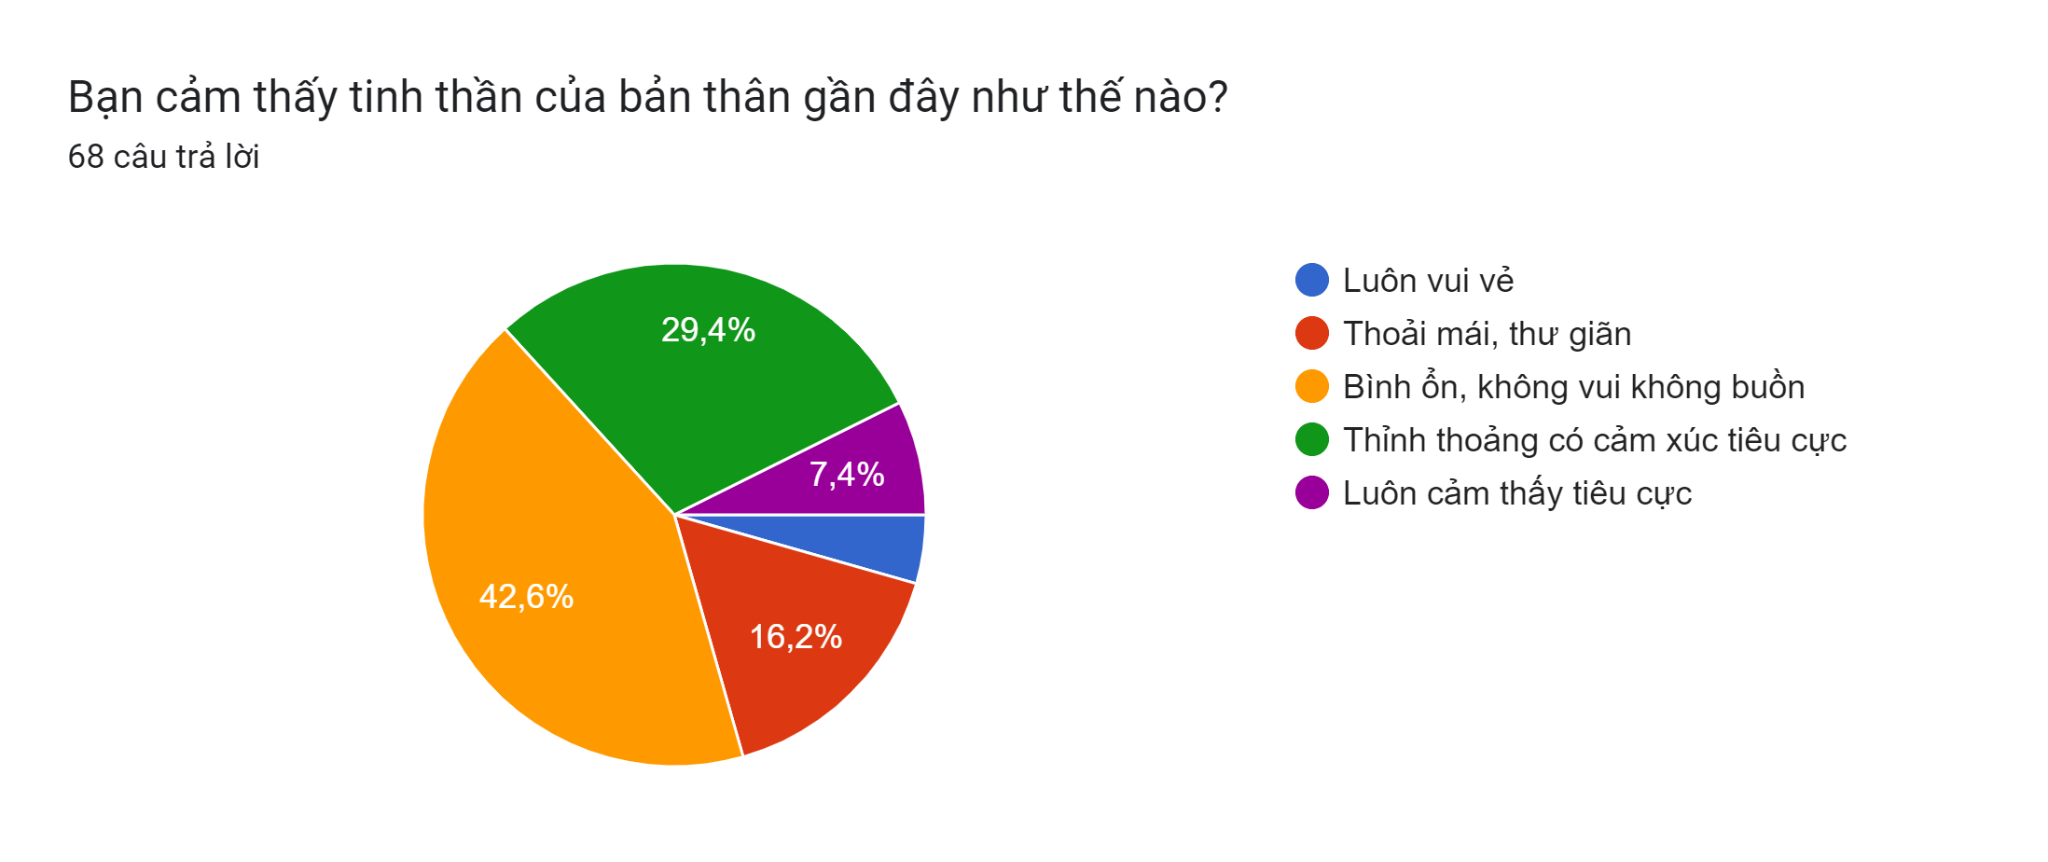 Bạn cảm thấy tinh thần của bản thân gần đây như thế nào?
68 câu trả lời
29,4%
7,4%
42,6%
16,2%
Luôn vui vẻ
Thoải mái, thư giãn
Bình ổn, không vui không buồn
Thỉnh thoảng có cảm xúc tiêu cực
Luôn cảm thấy tiêu cực